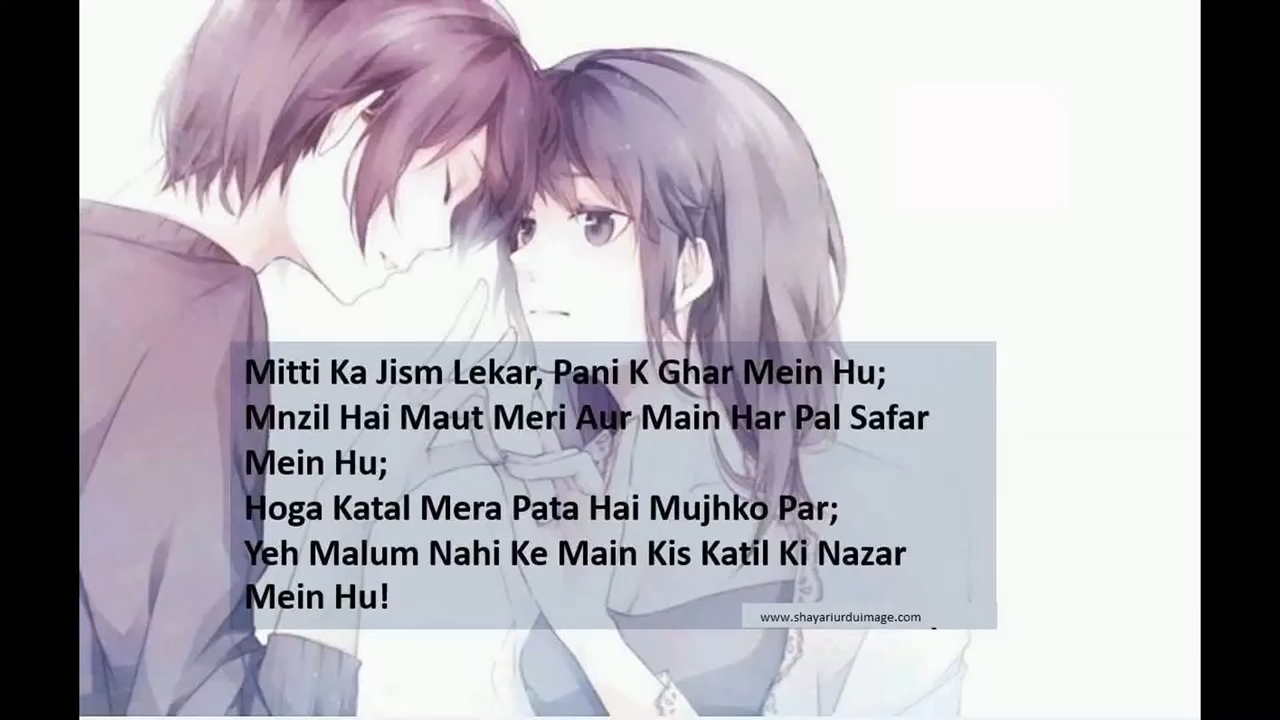 Mitti Ka Jism Lekar, Pani K Ghar Mein Hu;
Mnzil Hai Maut Meri Aur Main Har Pal Safar
Mein Hu;
Hoga Katal Mera Pata Hai Mujhko Par;
Yeh Malum Nahi Ke Main Kis Katil Ki Nazar
Mein Hu!
www.shayariurduimage.com